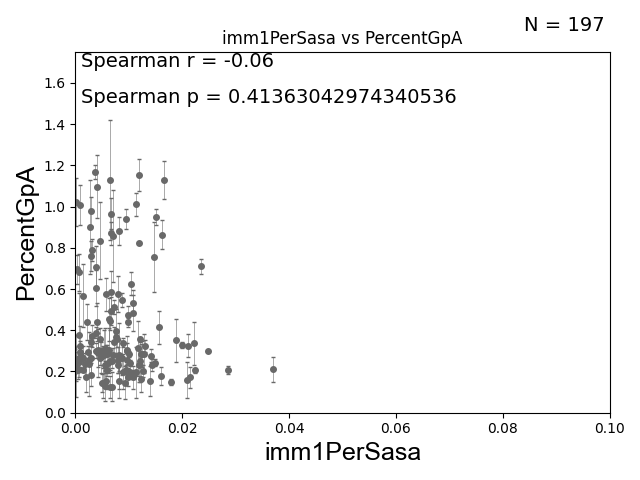 N = 197
imm1PerSasa vs PercentGpA
Spearman r = -0.06
Spearman p = 0.41363042974340536
1.6
1.4
1.2
1.0
0.8
0.6
0.4
0.2
0.0
PercentGpA
0.00 0.02 0.04 0.06 0.08 0.10
imm1PerSasa